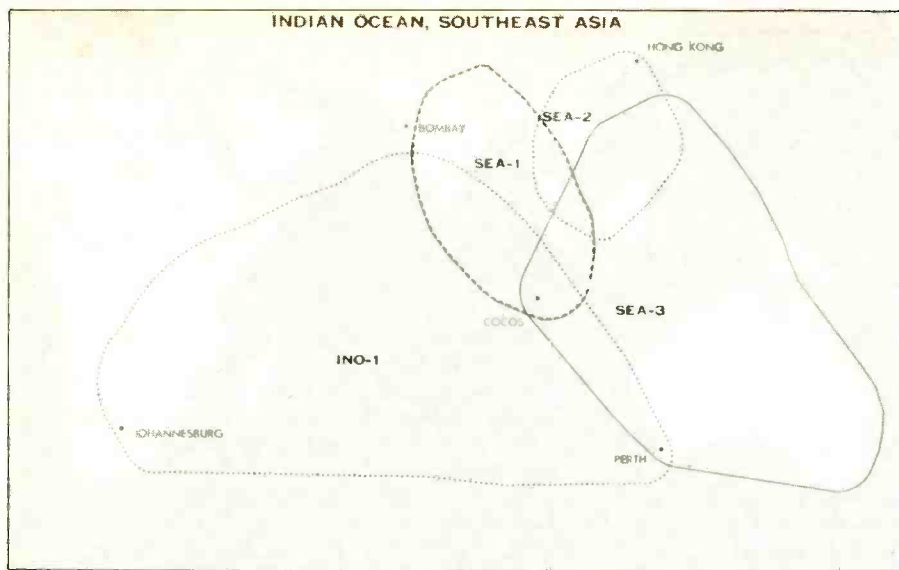 INDIAN OCEAN, SOUTHEAST ASIA
HONG KONG
SEA-2
BOMBAY
SEA-1
COCOS
SEA-3
INO-1
JOHANNESBURG
PERTH